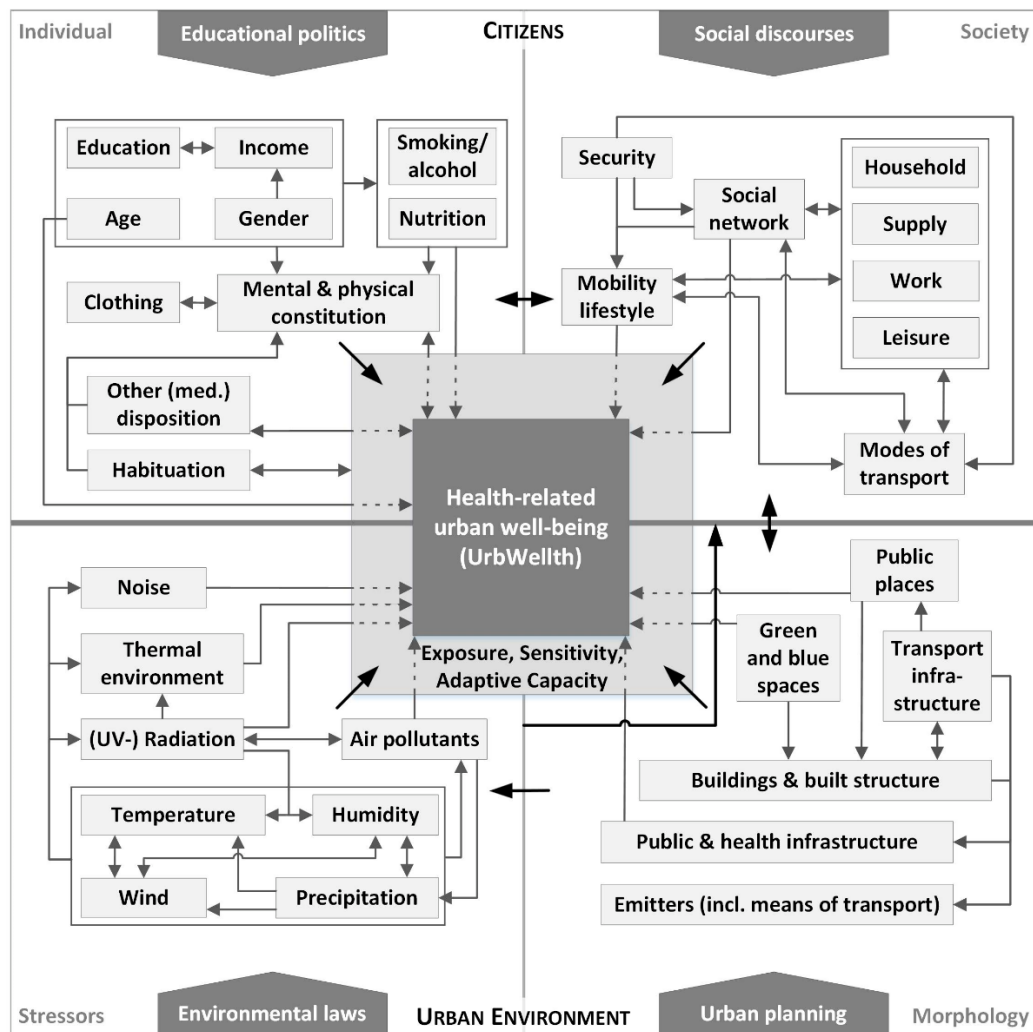 Individual
Educational politics
CITIZENS
Social discourses
Society
Education
Income
Age
Gender
Smoking/
alcohol
Nutrition
Clothing
Mental & physical
constitution
Other (med.)
disposition
Habituation
Security
Social
network
Mobility
lifestyle
Household
Supply
Work
Leisure
Modes of
transport
Health-related
urban well-being
(UrbWellth)
Exposure, Sensitivity,
Adaptive Capacity
Noise
Thermal
environment
(UV-) Radiation
Air pollutants
Temperature
Humidity
Wind
Precipitation
Public
places
Green
and blue
spaces
Transport
infra-
structure
Buildings & built structure
Public & health infrastructure
Emitters (incl. means of transport)
Stressors
Environmental laws
URBAN ENVIRONMENT
Urban planning
Morphology